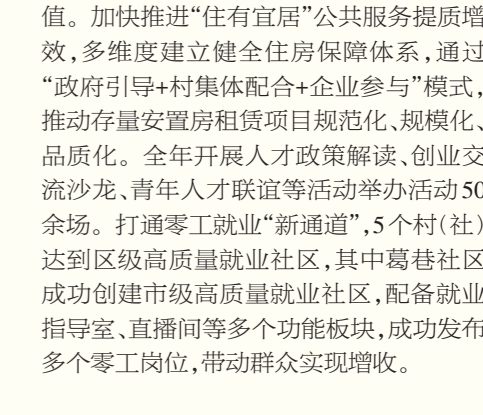 值。加快推进“住有宜居”公共服务提质增
效,多维度建立健全住房保障体系,通过
“政府引导+村集体配合+企业参与”模式,
推动存量安置房租赁项目规范化、规模化、
品质化。全年开展人才政策解读、创业交
流沙龙、青年人才联谊等活动举办活动50
余场。打通零工就业“新通道”,5个村(社)
达到区级高质量就业社区,其中葛巷社区
成功创建市级高质量就业社区,配备就业
指导室、直播间等多个功能板块,成功发布
多个零工岗位,带动群众实现增收。